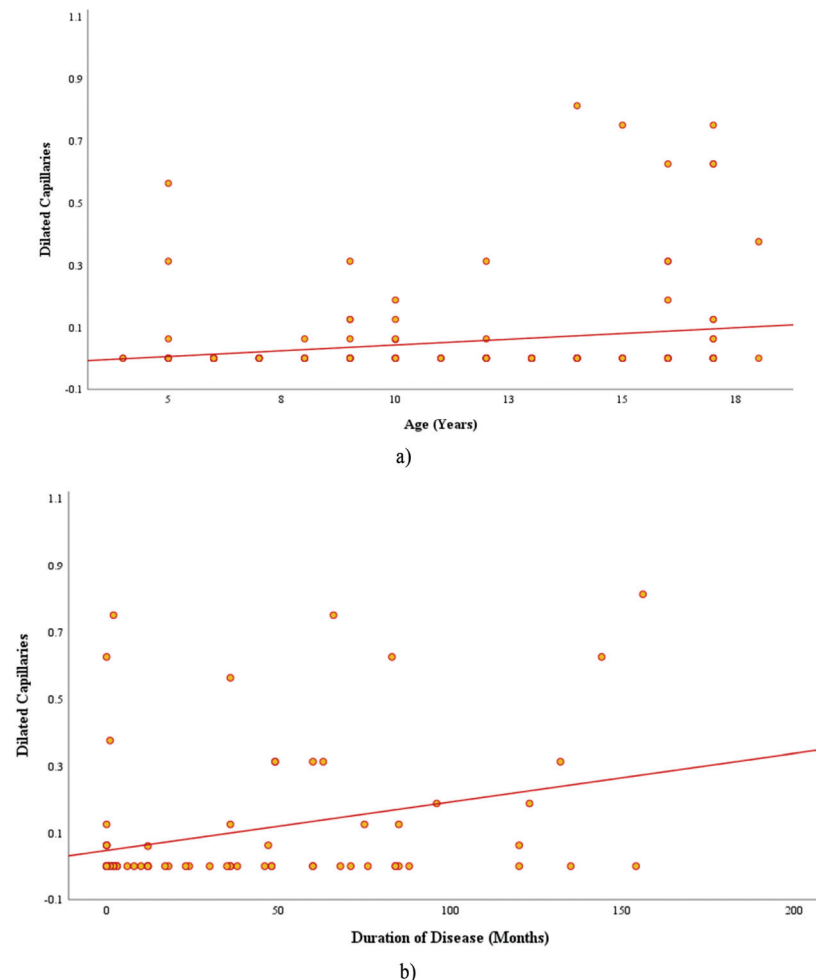 1.1
0.9
0.7
0.5
0.3
0.1
-0.1
Dilated Capillaries
5 8 10 13 15 18
Age (Years)
a)
1.1
0.9
0.7
0.5
0.3
0.1
-0.1
Dilated Capillaries
0 50 100 150 200
Duration of Disease (Months)
b)